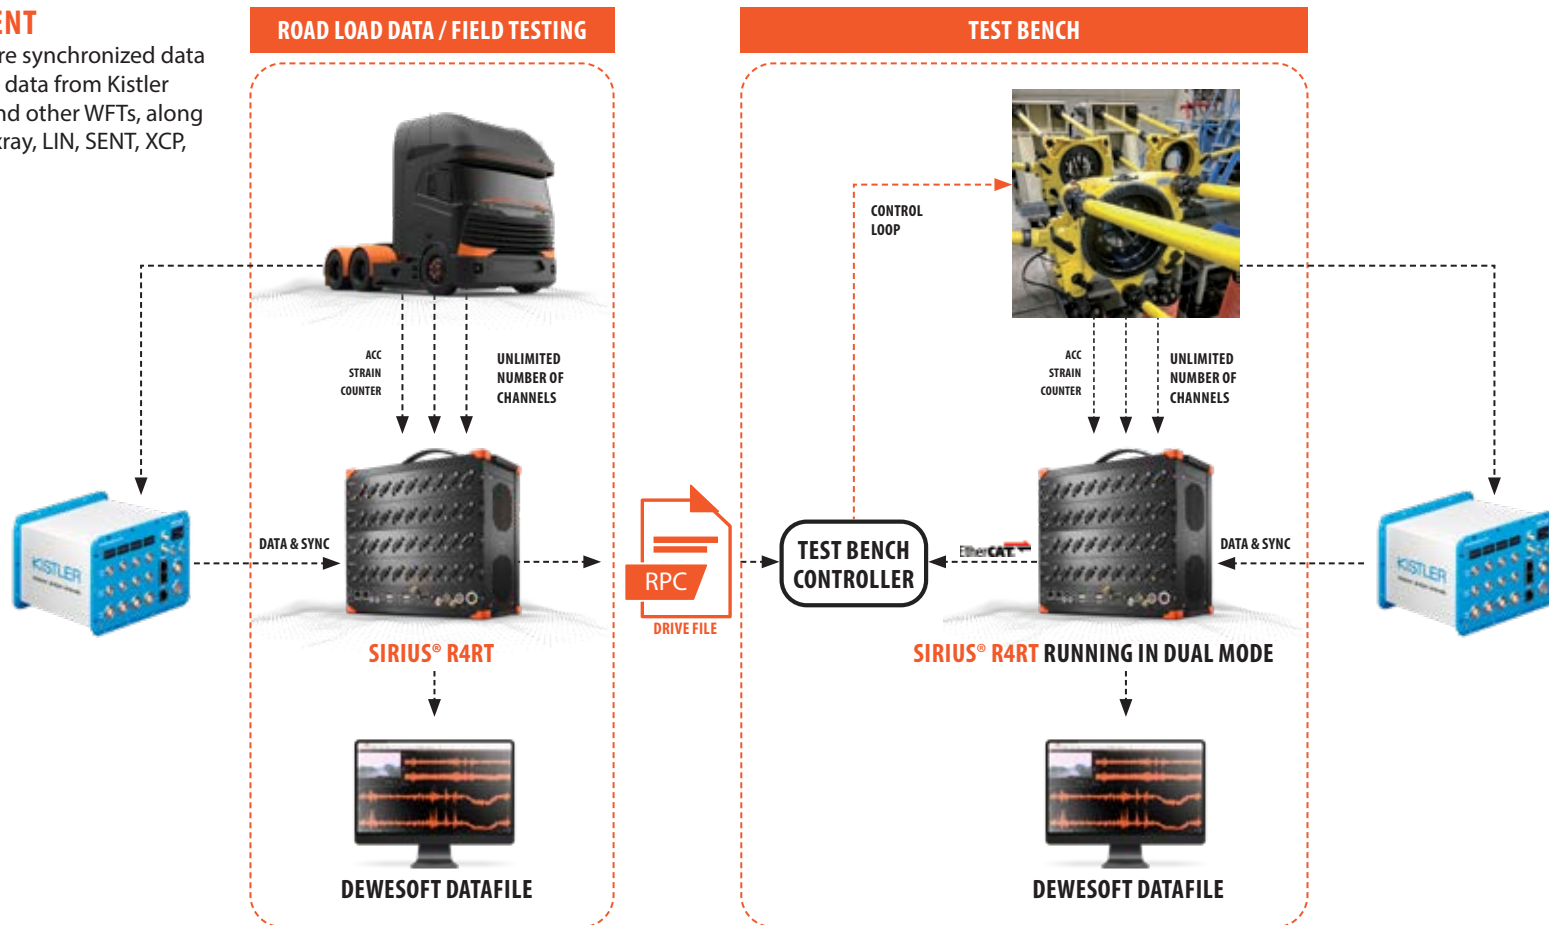 ENT
re synchronized data
data from Kistler
nd other WFTs, along
xray, LIN, SENT, XCP,
ROAD LOAD DATA / FIELD TESTING
TEST BENCH
CONTROL
LOOP
ACC
STRAIN
COUNTER
UNLIMITED
NUMBER OF
CHANNELS
ACC
STRAIN
COUNTER
UNLIMITED
NUMBER OF
CHANNELS
KISTLER
DATA & SYNC
RPC
DRIVE FILE
TEST BENCH
CONTROLLER
EtherCAT
DATA & SYNC
KISTLER
SIRIUS® R4RT
SIRIUS® R4RT RUNNING IN DUAL MODE
DEWESOFT DATAFILE
DEWESOFT DATAFILE